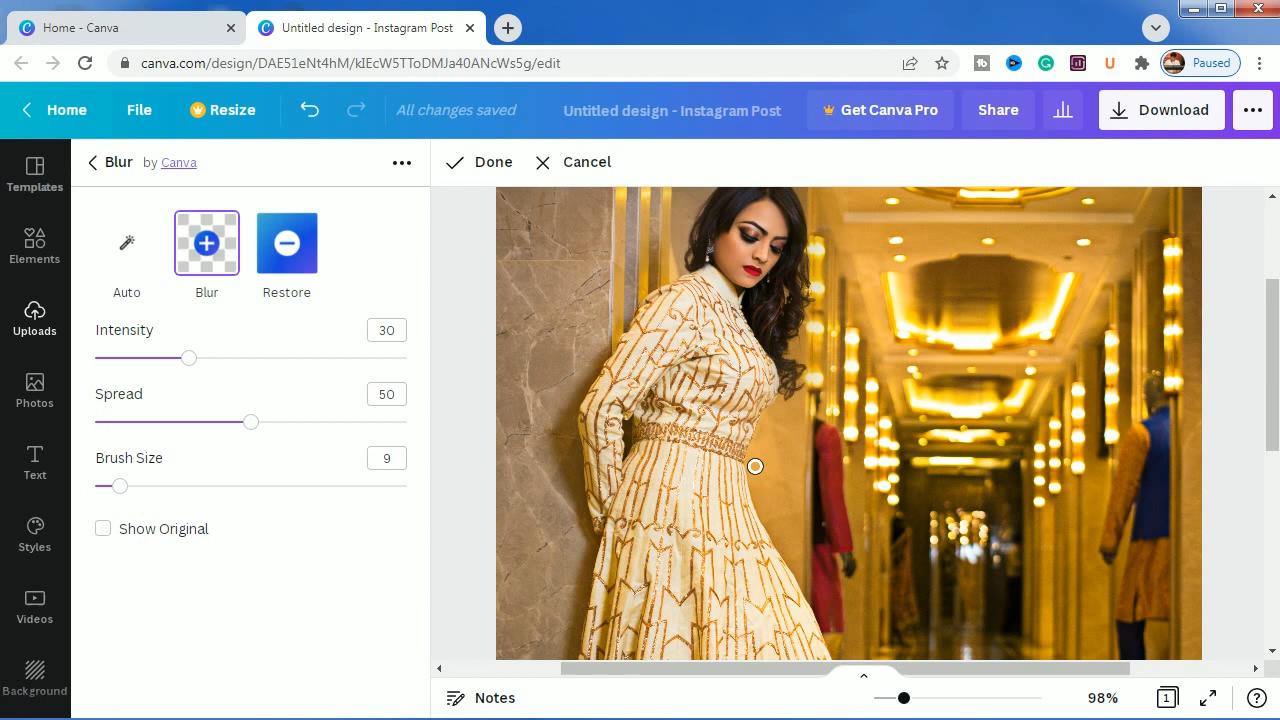 Home - Canva
Untitled design - Instagram Post
canva.com/design/DAE51eNt4hM/kIEcW5TToDMJa40ANcWs5g/edit
Paused
Home
File
Resize
All changes saved
Untitled design - Instagram Post
Get Canva Pro
Share
Download
Templates
Elements
Uploads
Photos
Text
Styles
Videos
Background
Blur by Canva
Done
Cancel
Auto
Blur
Restore
Intensity 30
Spread 50
Brush Size 9
Show Original
Notes
98%
1